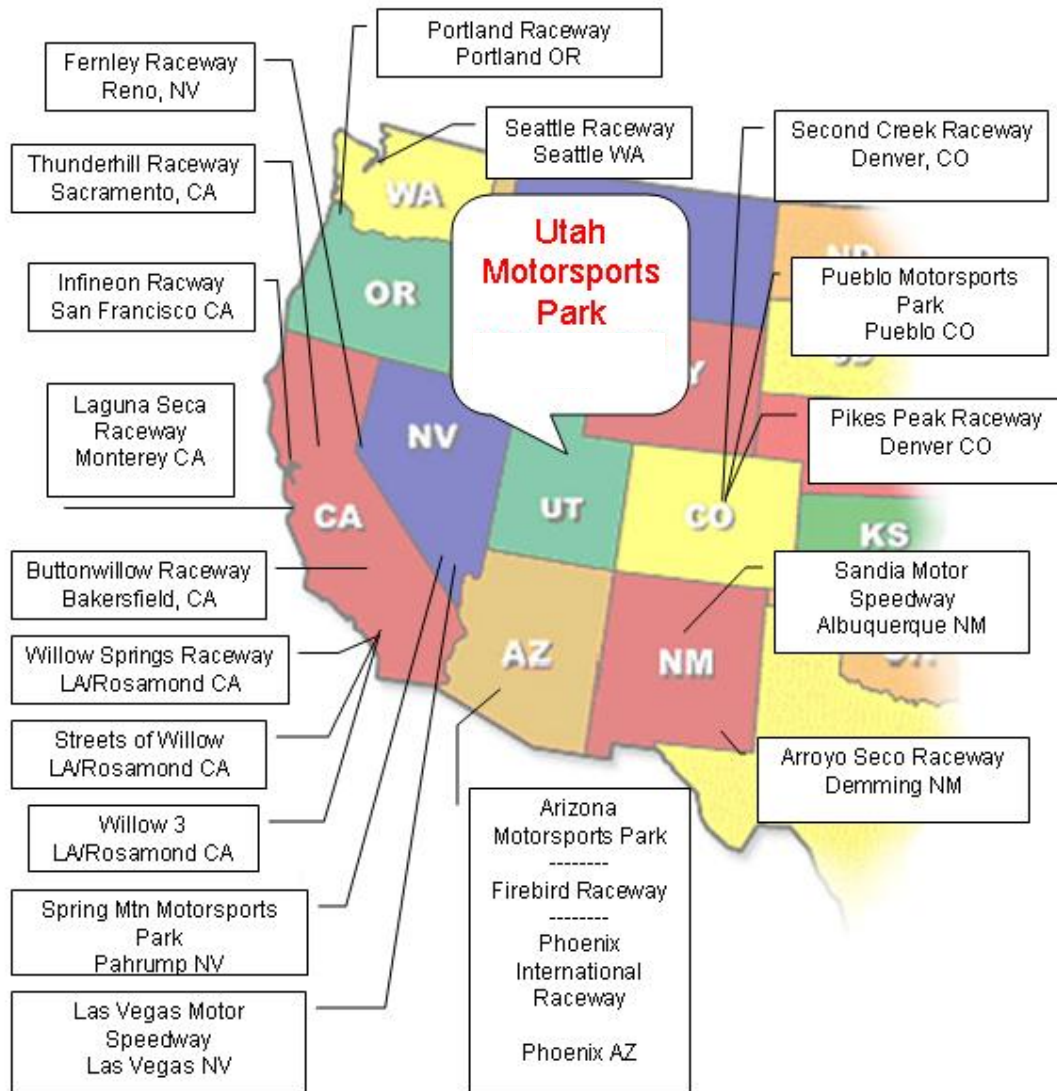 Portland Raceway
Portland OR
Fernley Raceway
Reno, NV
Seattle Raceway
Seattle WA
Second Creek Raceway
Denver, CO
Thunderhill Raceway
Sacramento, CA
WA
Utah
Motorsports
Park
ND
Infineon Racway
San Francisco CA
OR
Pueblo Motorsports
Park
Pueblo CO
Laguna Seca
Raceway
Monterey CA
NV
Pikes Peak Raceway
Denver CO
CA
UT
CO
KS
Buttonwillow Raceway
Bakersfield, CA
Sandia Motor
Speedway
Albuquerque NM
Willow Springs Raceway
LA/Rosamond CA
AZ
NM
Streets of Willow
LA/Rosamond CA
Arroyo Seco Raceway
Demming NM
Willow 3
LA/Rosamond CA
Arizona
Motorsports Park
--------
Firebird Raceway
--------
Phoenix
International
Raceway
Phoenix AZ
Spring Mtn Motorsports
Park
Pahrump NV
Las Vegas Motor
Speedway
Las Vegas NV